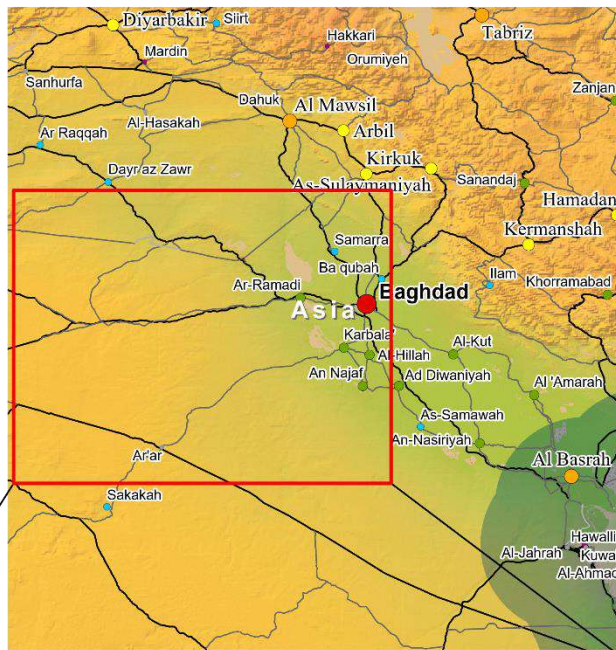 Diyarbakir
Siirt
Hakkari
Tabriz
Mardin
Orumiyeh
Sanhurfa
Zanjan
Dahuk
Al Mawsil
Al-Hasakah
Ar Raqqah
Arbil
Kirkuk
Dayr az Zawr
As-Sulaymaniyah
Sanandaj
Hamadan
Kermanshah
Samarra
Ba qubah
Ilam
Khorramabad
Ar-Ramadi
Baghdad
Asia
Karbala'
Al-Hillah
Al-Kut
An Najaf
Ad Diwaniyah
Al 'Amarah
As-Samawah
An-Nasiriyah
Ar'ar
Al Basrah
Sakakah
Hawalli
Al-Jahrah
Kuwa
Al-Ahmad